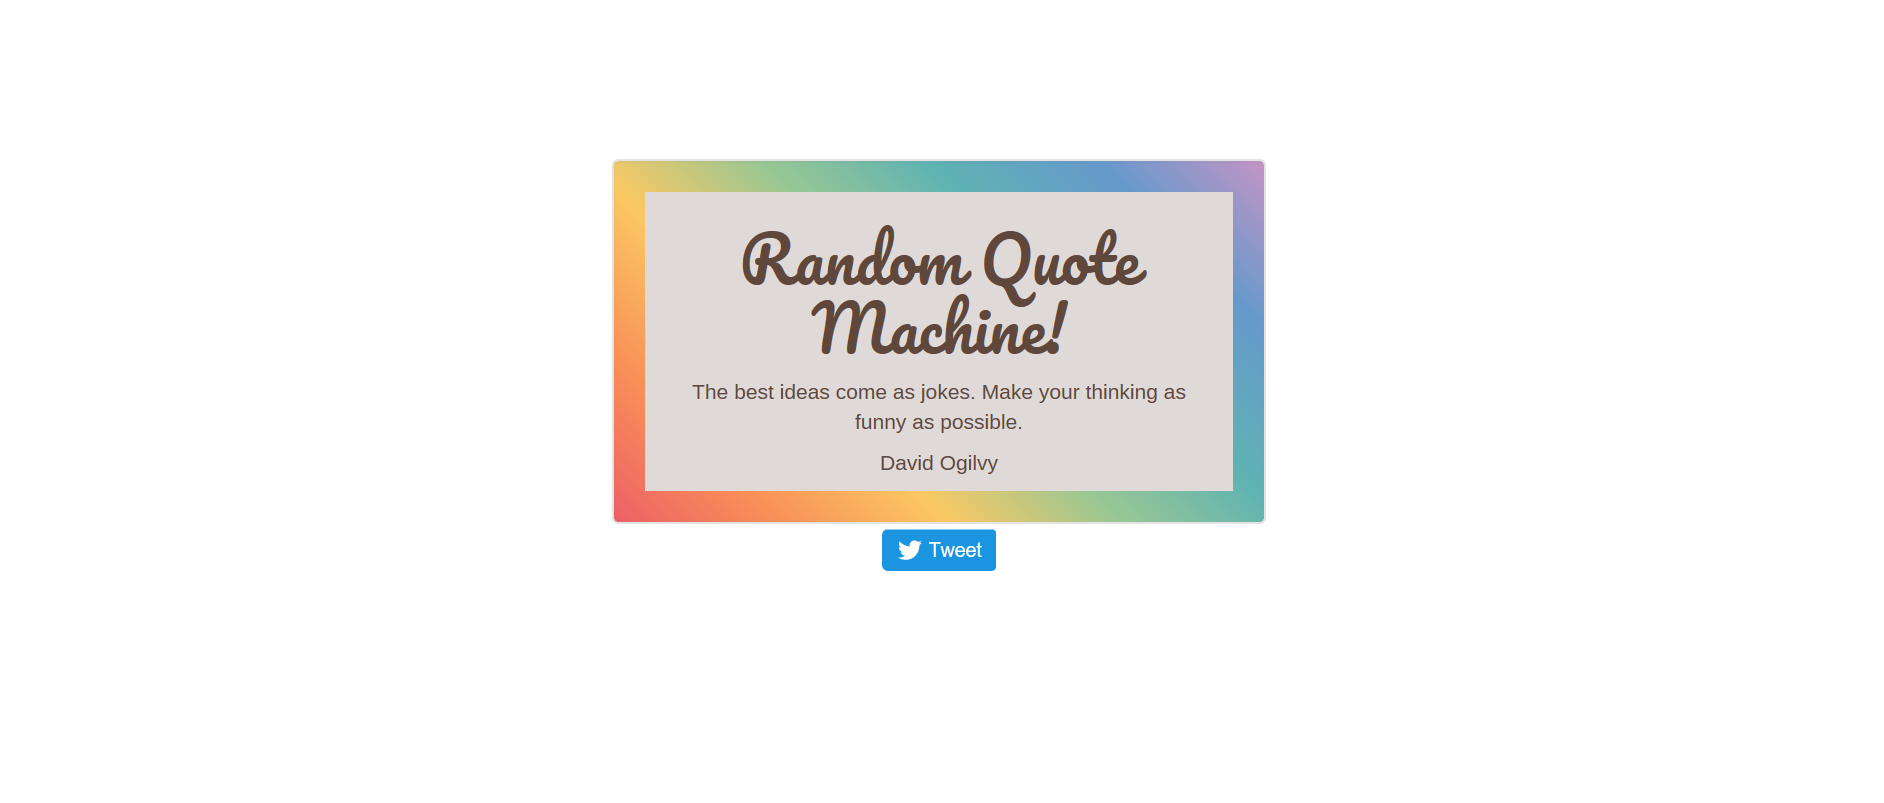 Random Quote
Machine!
The best ideas come as jokes. Make your thinking as
funny as possible.
David Ogilvy
Tweet